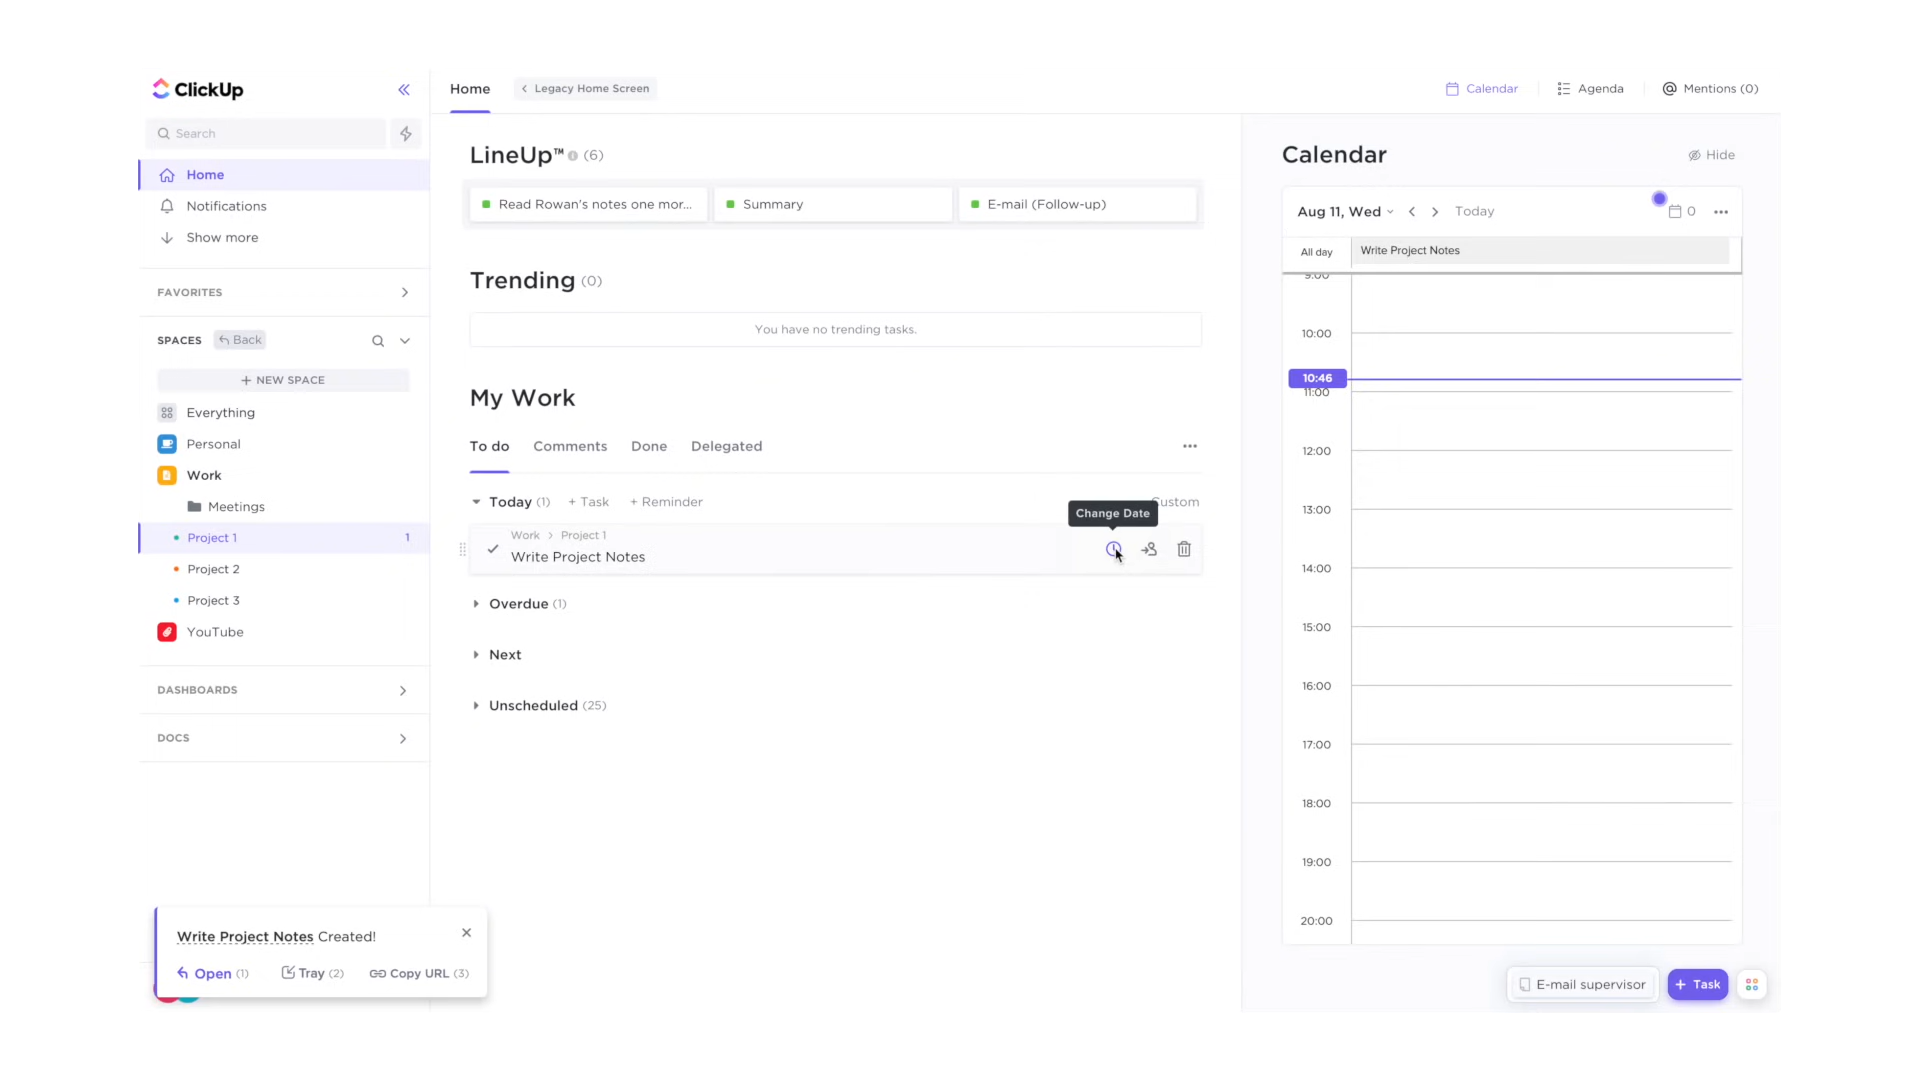 ClickUp
Search
Home
Notifications
Show more
FAVORITES
SPACES
Back
+ NEW SPACE
Everything
Personal
Work
Meetings
Project 1 1
Project 2
Project 3
YouTube
DASHBOARDS
DOCS
Write Project Notes Created!
Open (1) Tray (2) Copy URL (3)
Home Legacy Home Screen
Calendar Agenda @ Mentions (0)
LineUp™ (6)
Read Rowan's notes one mor... Summary E-mail (Follow-up)
Trending (0)
You have no trending tasks.
My Work
To do Comments Done Delegated
Today (1) + Task + Reminder Custom
Change Date
Work > Project 1
Write Project Notes
Overdue (1)
Next
Unscheduled (25)
Calendar Hide
Aug 11, Wed Today 0
All day Write Project Notes
9:00
10:00
10:46
11:00
12:00
13:00
14:00
15:00
16:00
17:00
18:00
19:00
20:00
E-mail supervisor + Task